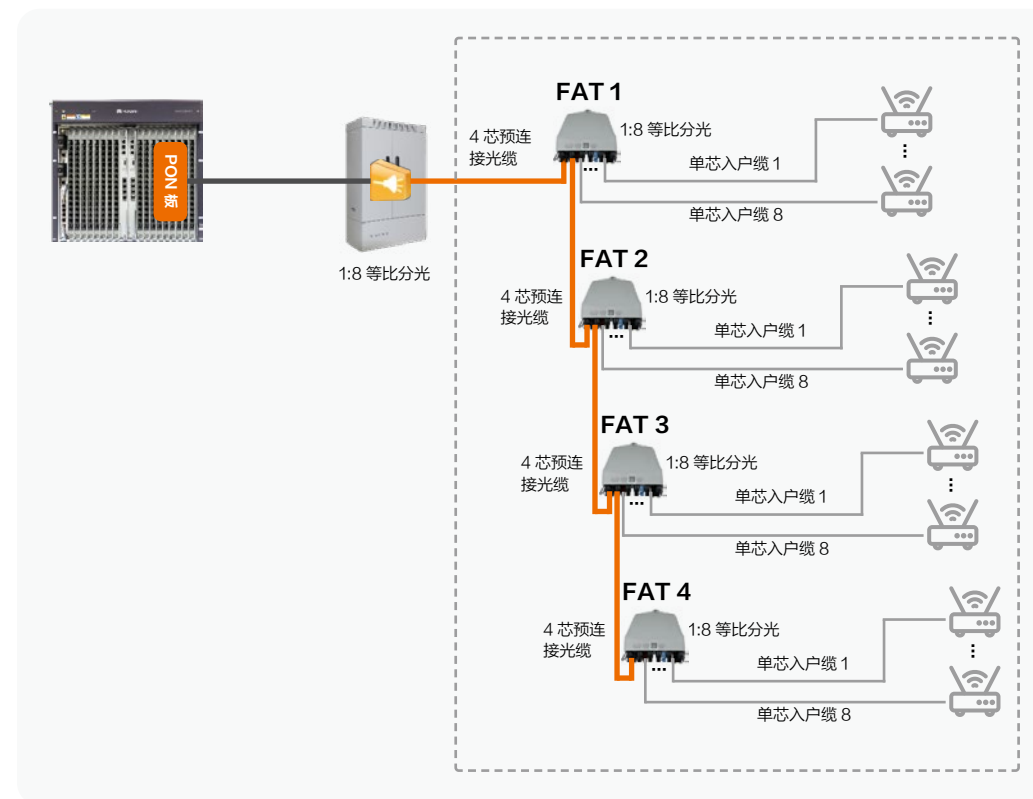 FAT 1
4 芯预连
接光缆
1:8 等比分光
单芯入户缆 1
单芯入户缆 8
PON 板
1:8 等比分光
FAT 2
4 芯预连
接光缆
1:8 等比分光
单芯入户缆 1
单芯入户缆 8
FAT 3
4 芯预连
接光缆
1:8 等比分光
单芯入户缆 1
单芯入户缆 8
FAT 4
4 芯预连
接光缆
1:8 等比分光
单芯入户缆 1
单芯入户缆 8